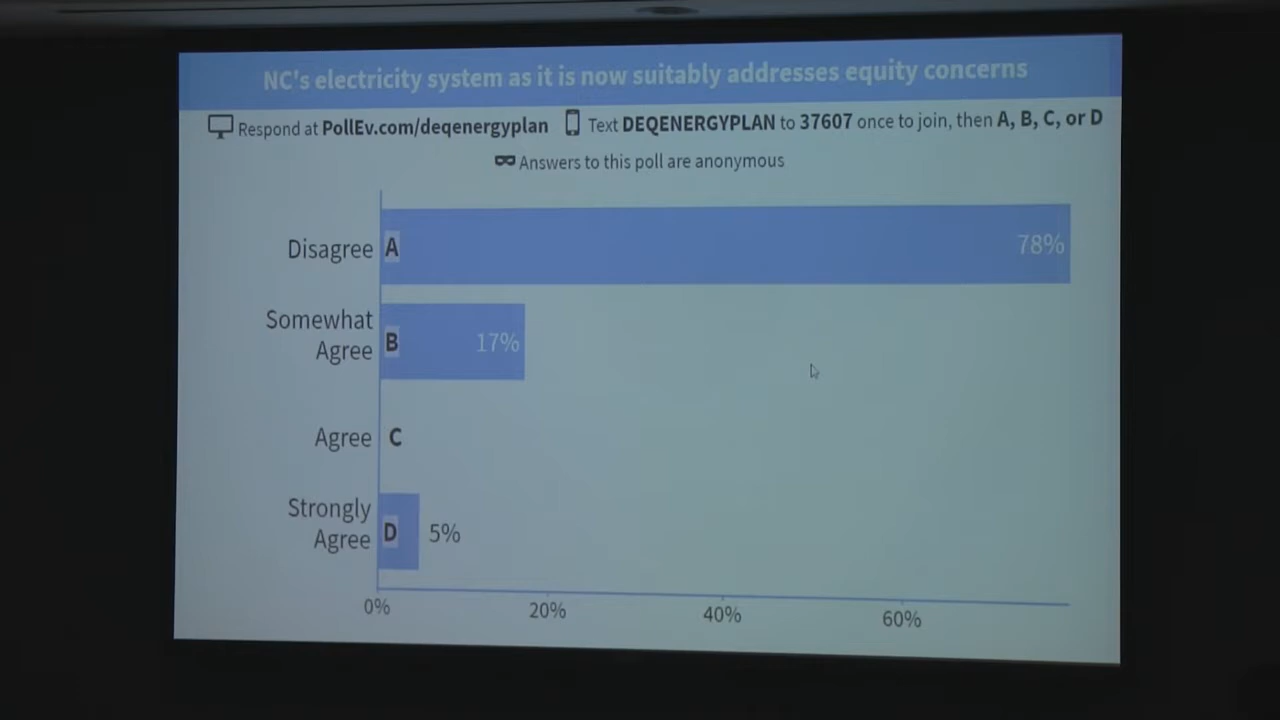 NC's electricity system as it is now suitably addresses equity concerns
Respond at PollEv.com/deqenergyplan Text DEQENERGYPLAN to 37607 once to join, then A, B, C, or D
Answers to this poll are anonymous
Disagree A 78%
Somewhat
Agree B 17%
Agree C
Strongly
Agree D 5%
0% 20% 40% 60%